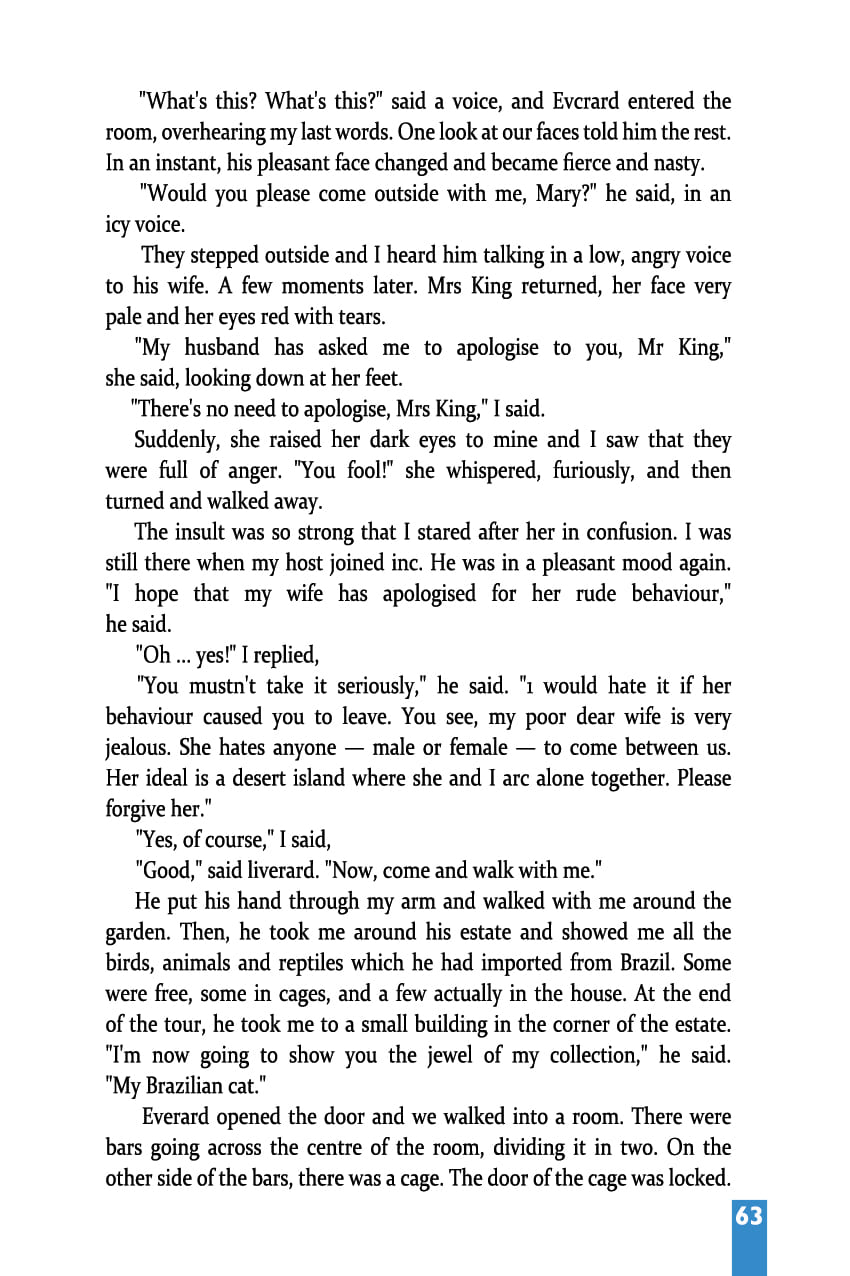 "What's this? What's this?" said a voice, and Evcrard entered the
room, overhearing my last words. One look at our faces told him the rest.
In an instant, his pleasant face changed and became fierce and nasty.
"Would you please come outside with me, Mary?" he said, in an
icy voice.
They stepped outside and I heard him talking in a low, angry voice
to his wife. A few moments later. Mrs King returned, her face very
pale and her eyes red with tears.
"My husband has asked me to apologise to you, Mr King,"
she said, looking down at her feet.
"There's no need to apologise, Mrs King," I said.
Suddenly, she raised her dark eyes to mine and I saw that they
were full of anger. "You fool!" she whispered, furiously, and then
turned and walked away.
The insult was so strong that I stared after her in confusion. I was
still there when my host joined inc. He was in a pleasant mood again.
"I hope that my wife has apologised for her rude behaviour,"
he said.
"Oh ... yes!" I replied,
"You mustn't take it seriously," he said. "1 would hate it if her
behaviour caused you to leave. You see, my poor dear wife is very
jealous. She hates anyone — male or female — to come between us.
Her ideal is a desert island where she and I arc alone together. Please
forgive her."
"Yes, of course," I said,
"Good," said liverard. "Now, come and walk with me."
He put his hand through my arm and walked with me around the
garden. Then, he took me around his estate and showed me all the
birds, animals and reptiles which he had imported from Brazil. Some
were free, some in cages, and a few actually in the house. At the end
of the tour, he took me to a small building in the corner of the estate.
"I'm now going to show you the jewel of my collection," he said.
"My Brazilian cat."
Everard opened the door and we walked into a room. There were
bars going across the centre of the room, dividing it in two. On the
other side of the bars, there was a cage. The door of the cage was locked.
63